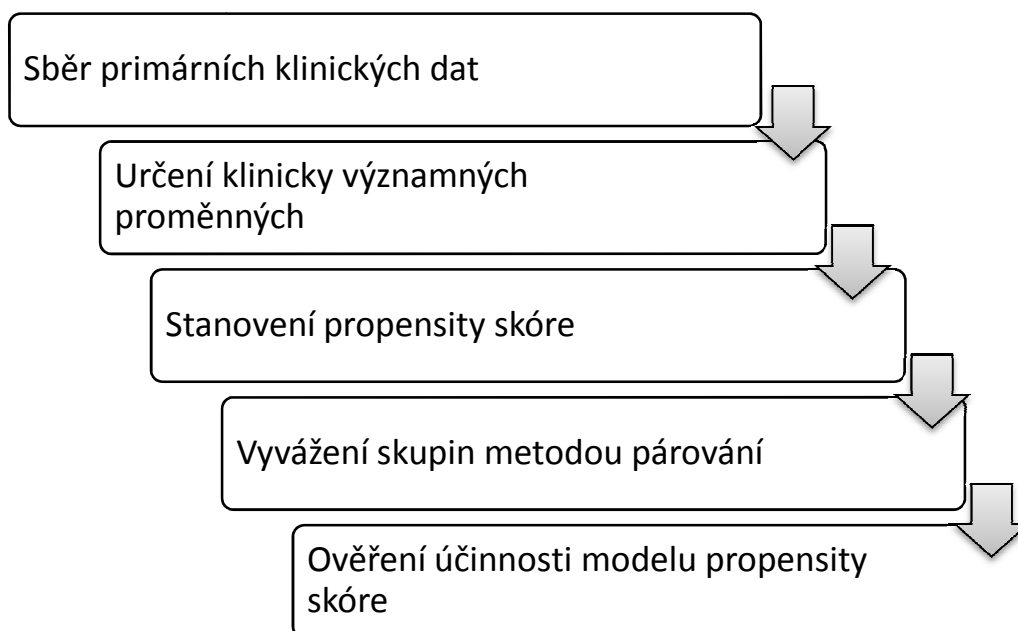 Sběr primárních klinických dat
Určení klinicky významných
proměnných
Stanovení propensity skóre
Vyvážení skupin metodou párování
Ověření účinnosti modelu propensity
skóre